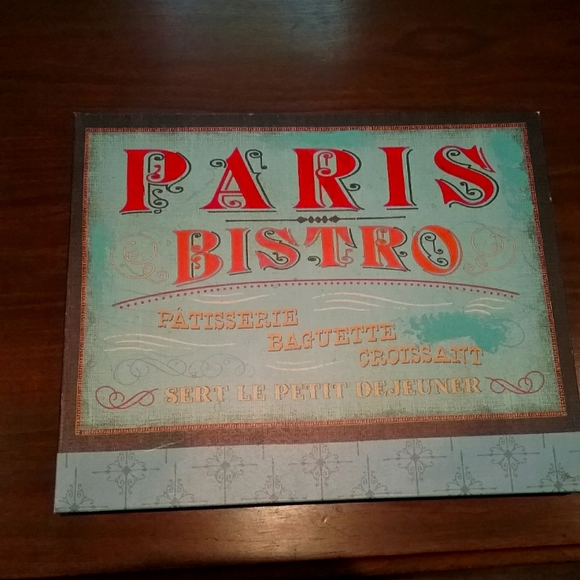 PARIS
BISTRO
PÂTISSERIE
BAGUETTE
CROISSANT
SERT LE PETIT DEJEUNER